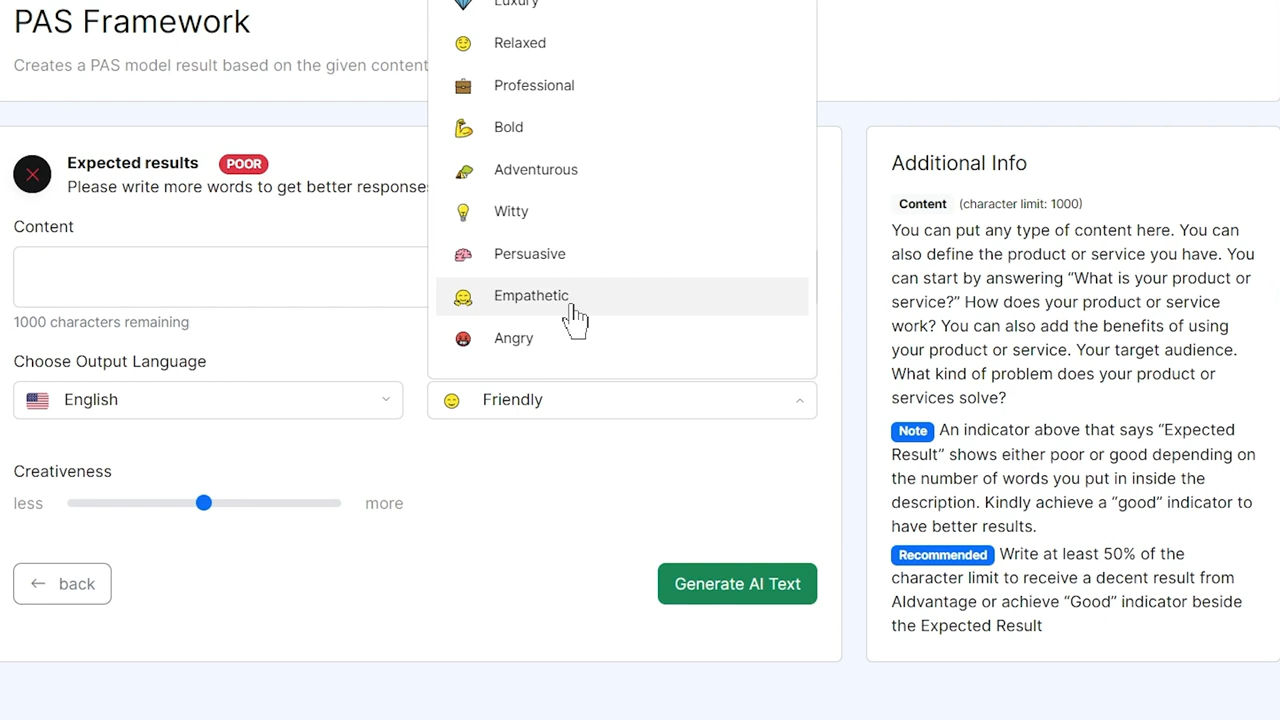 PAS Framework
Creates a PAS model result based on the given content
Luxury
Relaxed
Professional
Bold
Adventurous
Witty
Persuasive
Empathetic
Angry
Friendly
Expected results POOR
Please write more words to get better responses
Content
1000 characters remaining
Choose Output Language
English
Creativeness
less
more
← back
Generate AI Text
Additional Info
Content (character limit: 1000)
You can put any type of content here. You can
also define the product or service you have. You
can start by answering “What is your product or
service?” How does your product or service
work? You can also add the benefits of using
your product or service. Your target audience.
What kind of problem does your product or
services solve?
Note An indicator above that says “Expected
Result” shows either poor or good depending on
the number of words you put in inside the
description. Kindly achieve a “good” indicator to
have better results.
Recommended Write at least 50% of the
character limit to receive a decent result from
AIdvantage or achieve “Good” indicator beside
the Expected Result